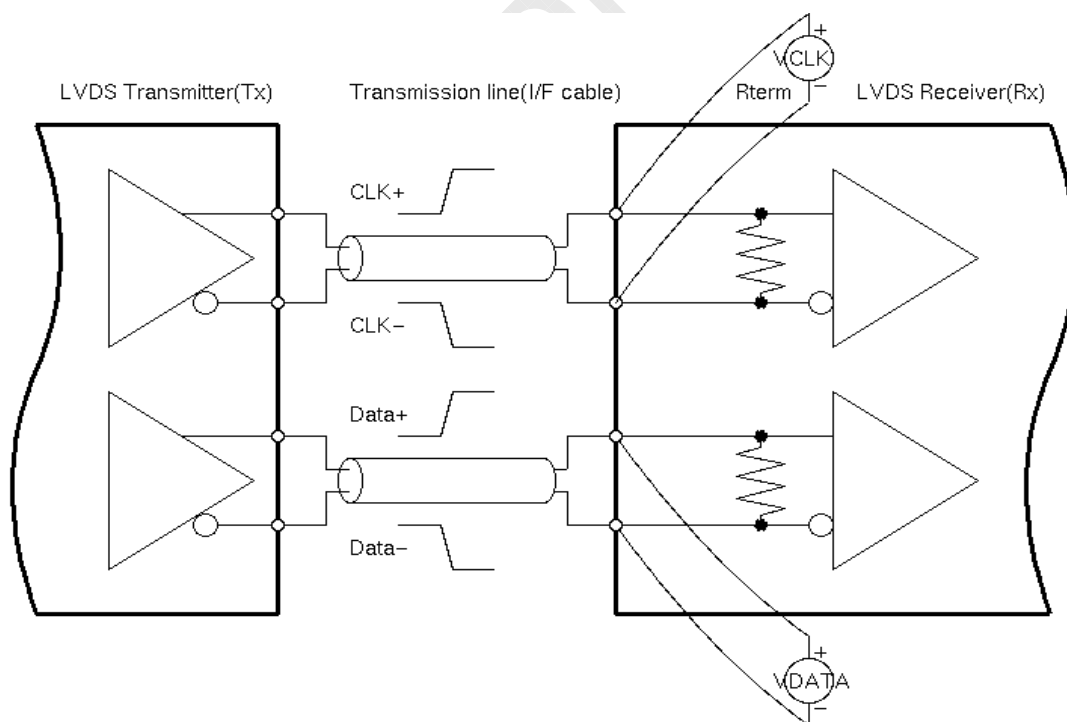 VCLK
+
−
LVDS Transmitter(Tx)
Transmission line(I/F cable)
Rterm
LVDS Receiver(Rx)
CLK+
CLK−
Data+
Data−
+
VDATA
−